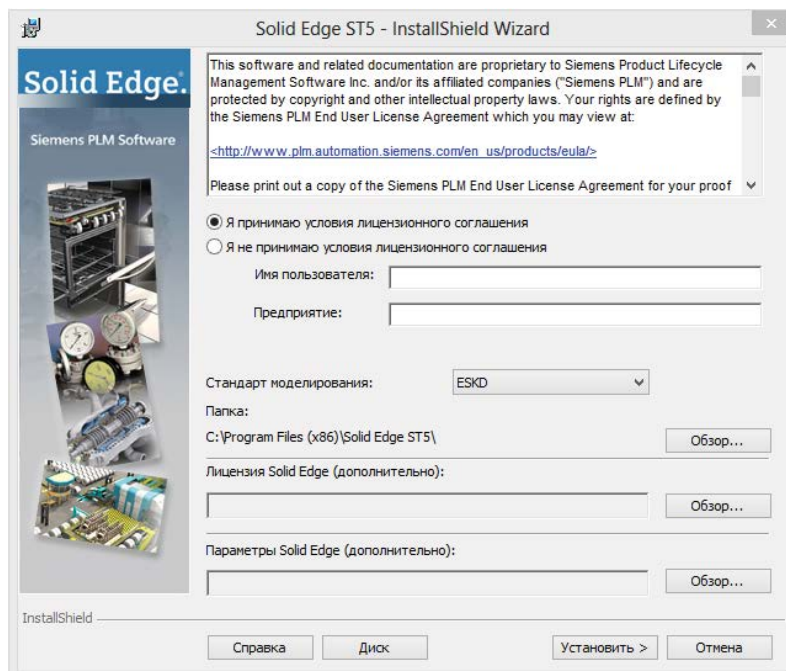 Solid Edge ST5 - InstallShield Wizard
Solid Edge.
Siemens PLM Software
This software and related documentation are proprietary to Siemens Product Lifecycle
Management Software Inc. and/or its affiliated companies ("Siemens PLM") and are
protected by copyright and other intellectual property laws. Your rights are defined by
the Siemens PLM End User License Agreement which you may view at:
<http://www.plm.automation.siemens.com/en_us/products/eula/>
Please print out a copy of the Siemens PLM End User License Agreement for your proof
Я принимаю условия лицензионного соглашения
Я не принимаю условия лицензионного соглашения
Имя пользователя:
Предприятие:
Стандарт моделирования:
ESKD
Папка:
C:\Program Files (x86)\Solid Edge ST5\
Обзор...
Лицензия Solid Edge (дополнительно):
Обзор...
Параметры Solid Edge (дополнительно):
Обзор...
InstallShield
Справка
Диск
Установить >
Отмена